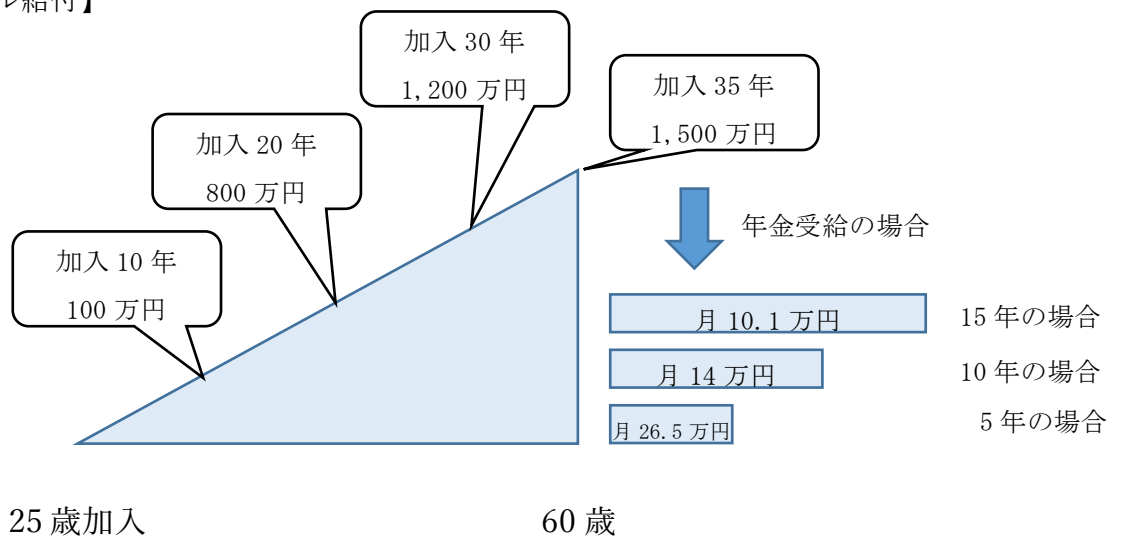 給付】
加入 30 年
1,200 万円
加入 35 年
1,500 万円
加入 20 年
800 万円
年金受給の場合
加入 10 年
100 万円
月 10.1 万円
15 年の場合
月 14 万円
10 年の場合
月 26.5 万円
5 年の場合
25 歳加入
60 歳